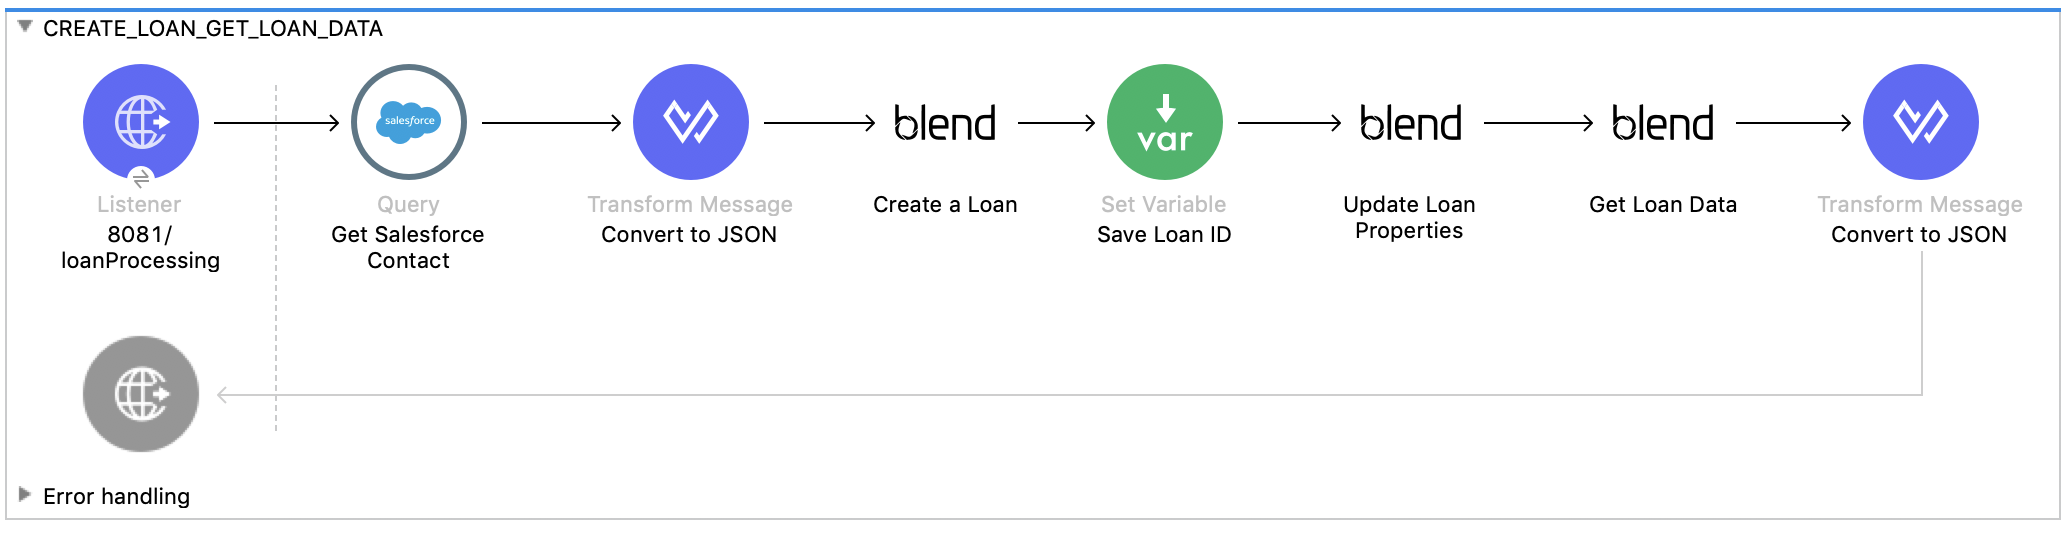 CREATE_LOAN_GET_LOAN_DATA
salesforce
blend
var
blend
blend
Listener
8081/
loanProcessing
Query
Get Salesforce
Contact
Transform Message
Convert to JSON
Create a Loan
Set Variable
Save Loan ID
Update Loan
Properties
Get Loan Data
Transform Message
Convert to JSON
Error handling